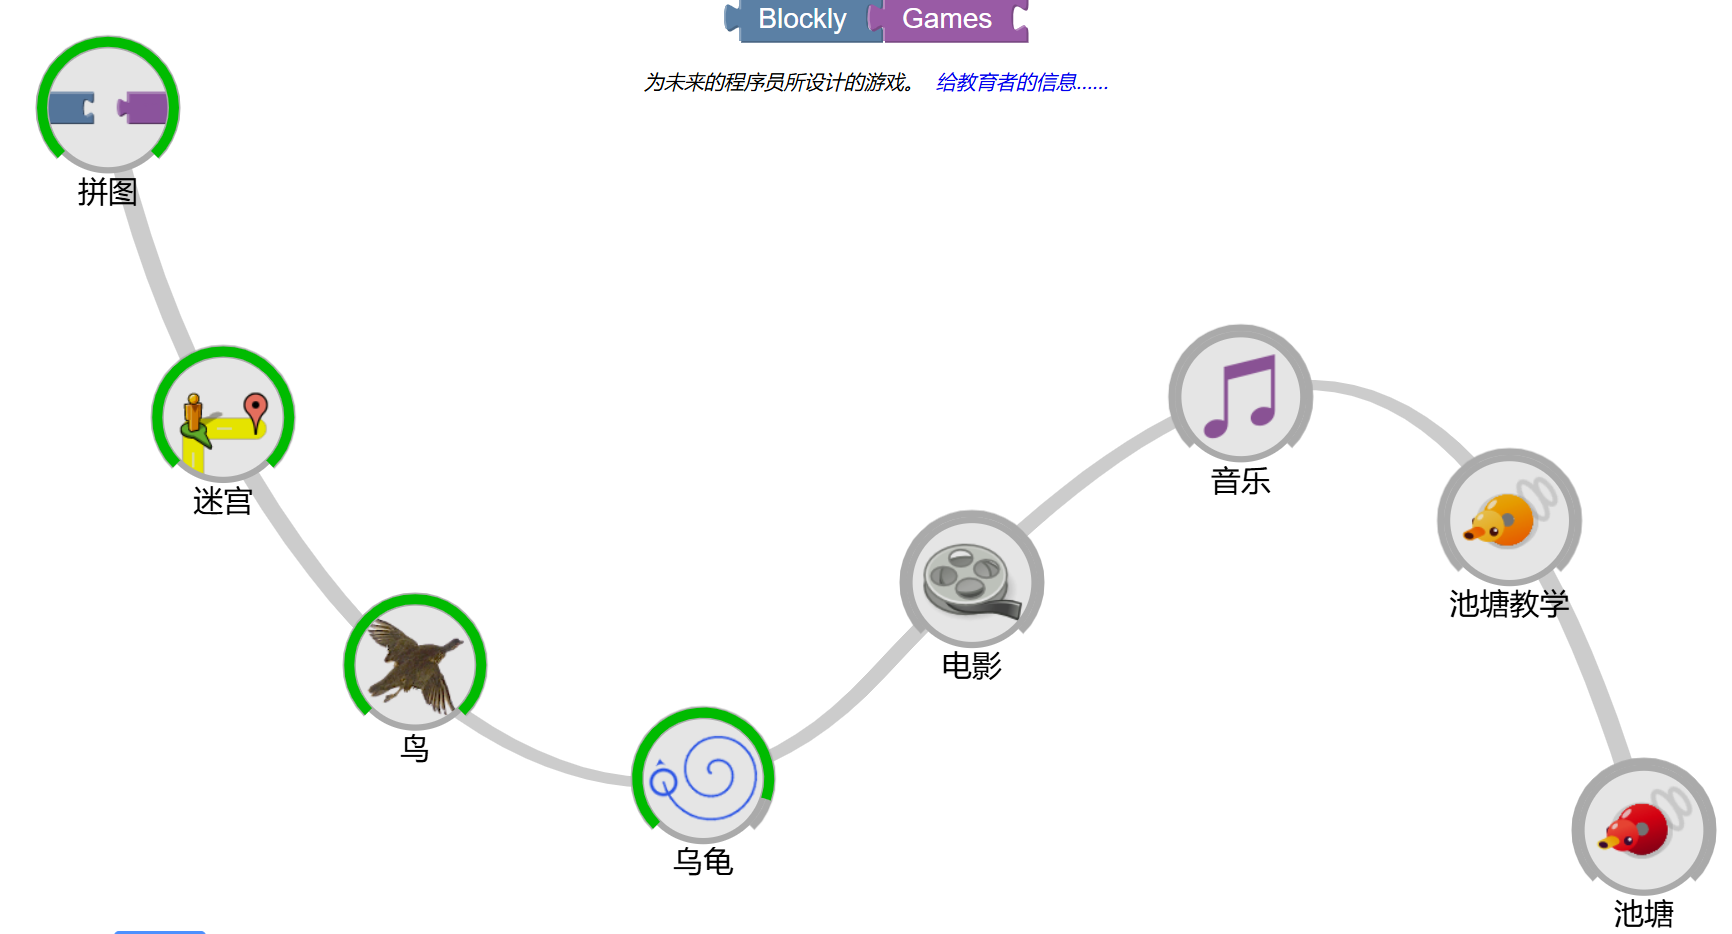 Blockly Games
为未来的程序员所设计的游戏。 给教育者的信息......
拼图
迷宫
鸟
乌龟
电影
音乐
池塘教学
池塘